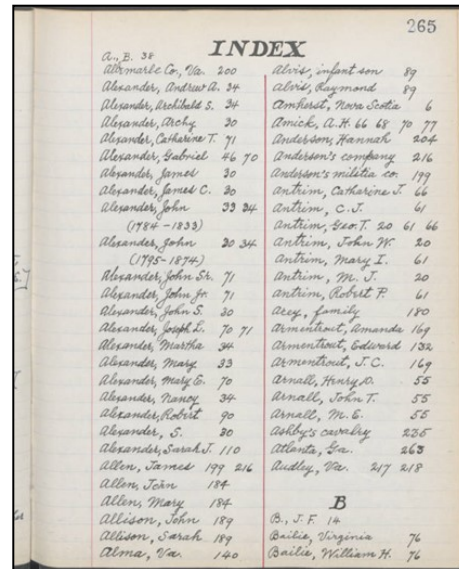 265
INDEX
A., B. 38
Albemarle Co., Va. 200
Alexander, Andrew A. 34
Alexander, Archibald S. 34
Alexander, Archy 30
Alexander, Catharine T. 71
Alexander, Gabriel 46 70
Alexander, James 30
Alexander, James C. 30
Alexander, John 33 34
(1784-1833)
Alexander, John 30 34
(1795-1874)
Alexander, John Sr. 71
Alexander, John Jr. 71
Alexander, John S. 30
Alexander, Joseph L. 70 71
Alexander, Martha 34
Alexander, Mary 33
Alexander, Mary E. 70
Alexander, Nancy 34
Alexander, Robert 90
Alexander, S. 30
Alexander, Sarah J. 110
Allen, James 199 216
Allen, John 184
Allen, Mary 184
Allison, John 189
Allison, Sarah 189
Alma, Va. 140
Alvis, infant son 89
Alvis, Raymond 89
Amherst, Nova Scotia 6
Amick, A.H. 66 68 70 77
Anderson, Hannah 204
Anderson's company 216
Anderson's militia co. 199
Antrim, Catharine J. 66
Antrim, C.J. 61
Antrim, Geo. T. 20 61 66
Antrim, John W. 20
Antrim, Mary I. 61
Antrim, M. J. 20
Antrim, Robert P. 61
Arey, family 180
Armentrout, Amanda 169
Armentrout, Edward 132
Armentrout, J.C. 169
Arnall, Henry D. 55
Arnall, John T. 55
Arnall, M. E. 55
Ashby's cavalry 235
Atlanta, Ga. 263
Audley, Va. 217 218
B
B., J. F. 14
Bailie, Virginia 76
Bailie, William H. 76